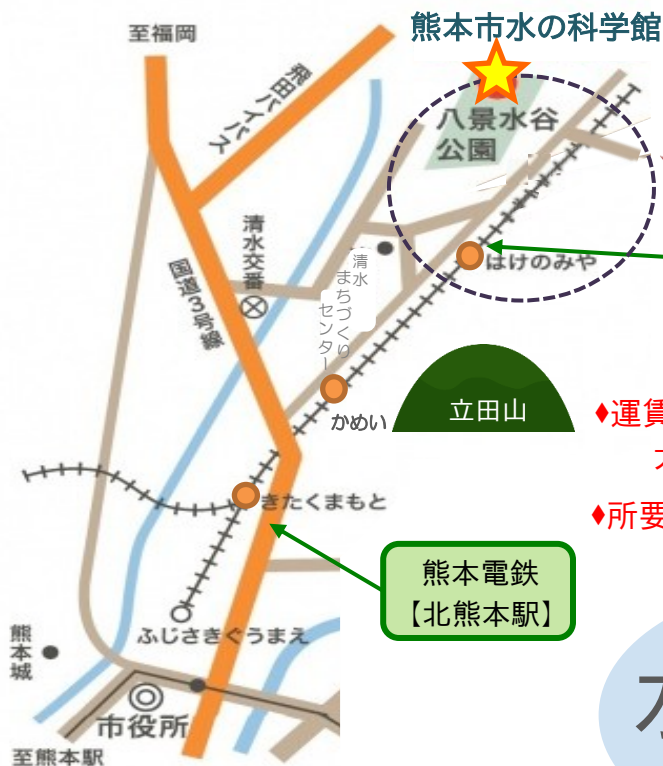 熊本市水の科学館
至福岡
飛田バイパス
八景水谷
公園
清水交番
国道3号線
清水
まちづくり
センター
はけのみや
立田山
かめい
♦運賃
きたくまもと
♦所要
熊本電鉄
【北熊本駅】
ふじさきぐうまえ
熊本城
市役所
至熊本駅